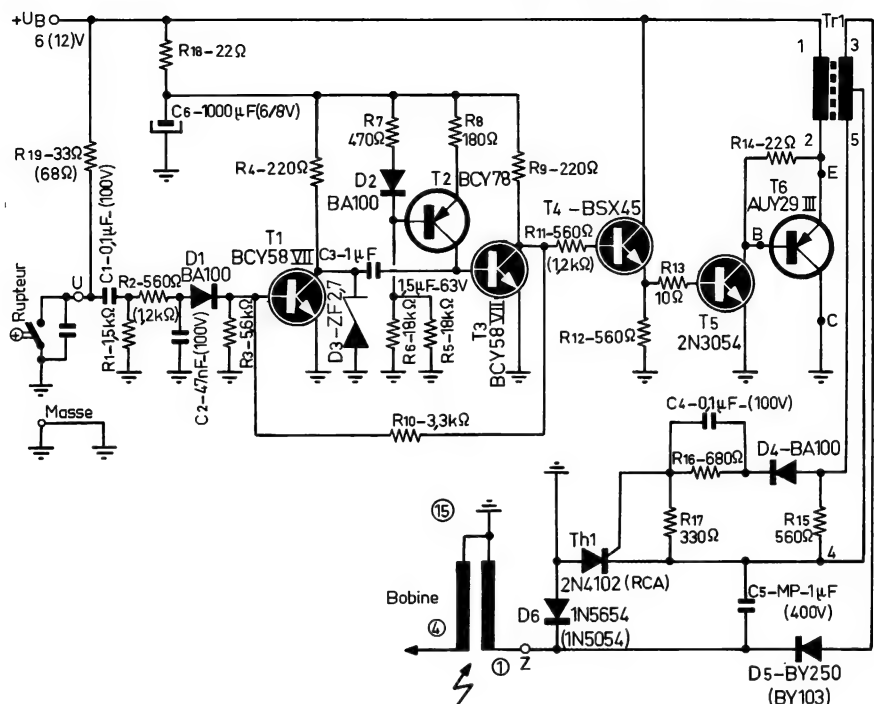 +UB
6 (12)V
Tr1
1
3
R18-22Ω
C6-1000µF(6/8V)
R7
470Ω
R8
180Ω
R14-22Ω
2
5
R19-33Ω
(68Ω)
R4-220Ω
R9-220Ω
E
D2
BA100
T2
BCY78
T4-BSX45
T6
AUY29 III
C1-0,1µF-(100V)
D1
BA100
T1
BCY58 VII
C3-1µF
R11-560Ω
(1,2kΩ)
B
Rupteur
U
R2-560Ω
(1,2kΩ)
1,5µF-63V
R13
10Ω
R1-1,5kΩ
C2-47nF-(100V)
R3-5,6kΩ
D3-ZF2,7
R6-18kΩ
R5-18kΩ
T3
BCY58 VII
R12-560Ω
T5
2N3054
C
Masse
R10-3,3kΩ
C4-0,1µF-(100V)
R16-680Ω
D4-BA100
15
R17
330Ω
R15
560Ω
Th1
2N4102 (RCA)
4
Bobine
D6
1N5654
(1N5054)
C5-MP-1µF
(400V)
4
1
Z
D5-BY250
(BY103)